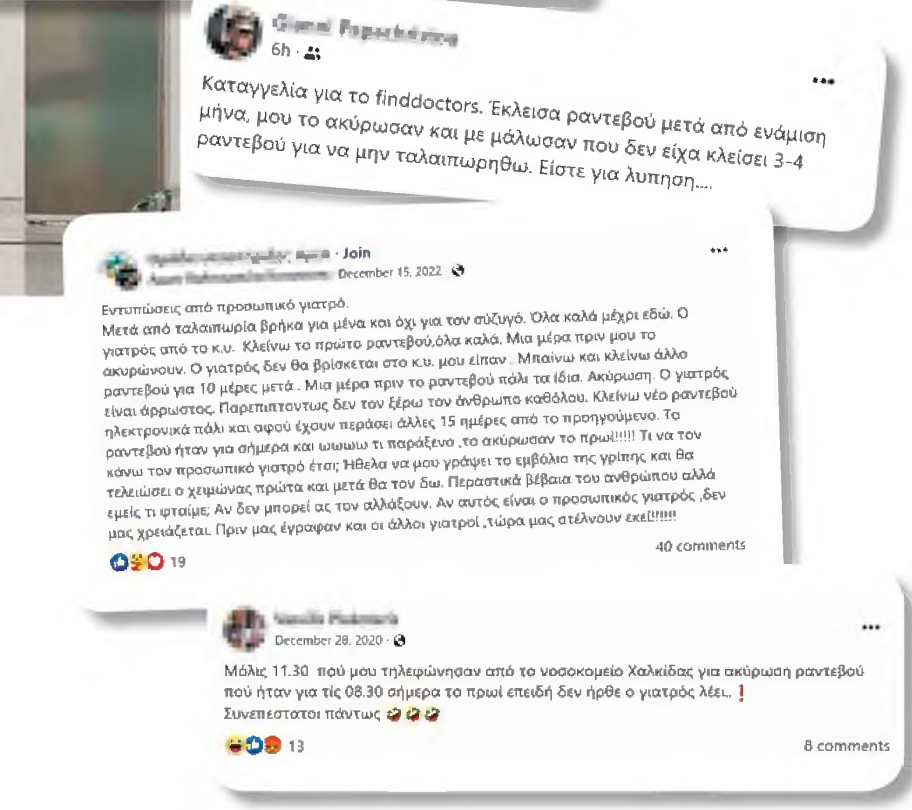 6h
Καταγγελία για το finddoctors. Έκλεισα ραντεβού μετά από ενάμιση
μήνα, μου το ακύρωσαν και με μάλωσαν που δεν είχα κλείσει 3-4
ραντεβού για να μην ταλαιπωρηθω. Είστε για λυπηση....
· Join
December 15, 2022
Εντυπώσεις από προσωπικό γιατρό.
Μετά από ταλαιπωρία βρήκα για μένα και όχι για τον σύζυγό. Όλα καλά μέχρι εδώ. Ο
γιατρός από το κ.υ. Κλείνω το πρώτο ραντεβού,όλα καλά. Μια μέρα πριν μου το
ακυρώνουν. Ο γιατρός δεν θα βρίσκεται στο κ.υ. μου είπαν . Μπαίνω και κλείνω άλλο
ραντεβού για 10 μέρες μετά . Μια μέρα πριν το ραντεβού πάλι τα ίδια. Ακύρωση. Ο γιατρός
είναι άρρωστος. Παρεπιπτοντως δεν τον ξέρω τον άνθρωπο καθόλου. Κλείνω νέο ραντεβού
ηλεκτρονικά πάλι και αφού έχουν περάσει άλλες 15 ημέρες από το προηγούμενο. Το
ραντεβού ήταν για σήμερα και ωωωω τι παράξενο ,το ακύρωσαν το πρωί!!!!! Τι να τον
κάνω τον προσωπικό γιατρό έτσι; Ήθελα να μου γράψει το εμβόλιο της γρίπης και θα
τελειώσει ο χειμώνας πρώτα και μετά θα τον δω. Περαστικά βέβαια του ανθρώπου αλλά
εμείς τι φταίμε; Αν δεν μπορεί ας τον αλλάξουν. Αν αυτός είναι ο προσωπικός γιατρός ,δεν
μας χρειάζεται. Πριν μας έγραφαν και οι άλλοι γιατροί ,τώρα μας στέλνουν εκεί!!!!!!
40 comments
19
December 28, 2020
Μόλις 11.30 πού μου τηλεφώνησαν από το νοσοκομείο Χαλκίδας για ακύρωση ραντεβού
πού ήταν για τίς 08.30 σήμερα το πρωί επειδή δεν ήρθε ο γιατρός λέει.. ❗
Συνεπεστατοι πάντως 🤣🤣🤣
13
8 comments